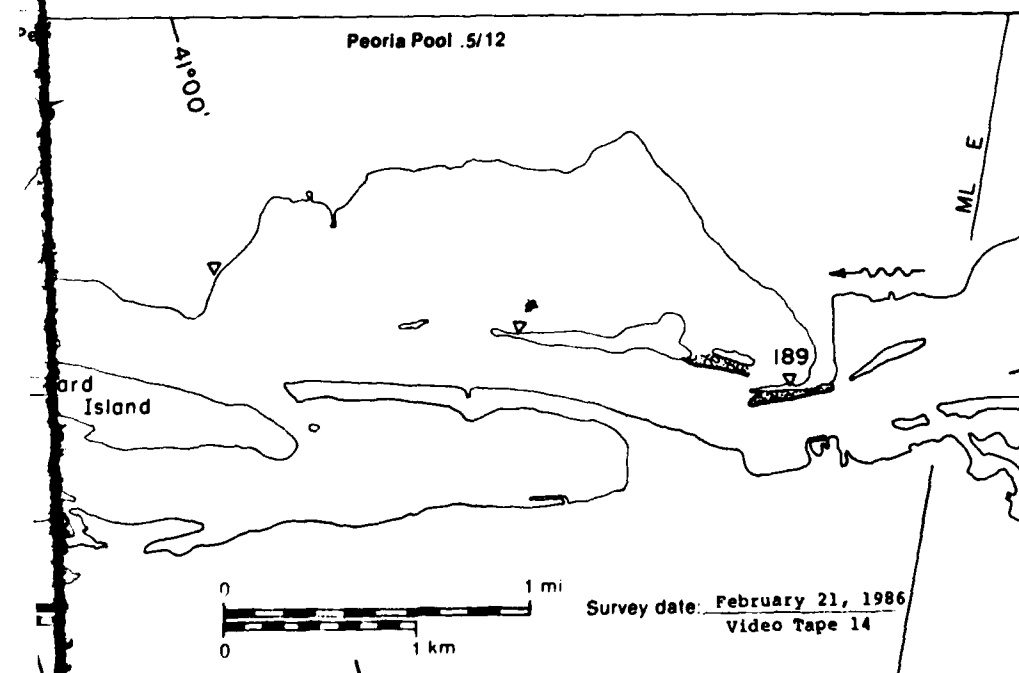 Peoria Pool .5/12
41°00'
ML E
189
ard
Island
0 1 mi
0 1 km
Survey date: February 21, 1986
Video Tape 14